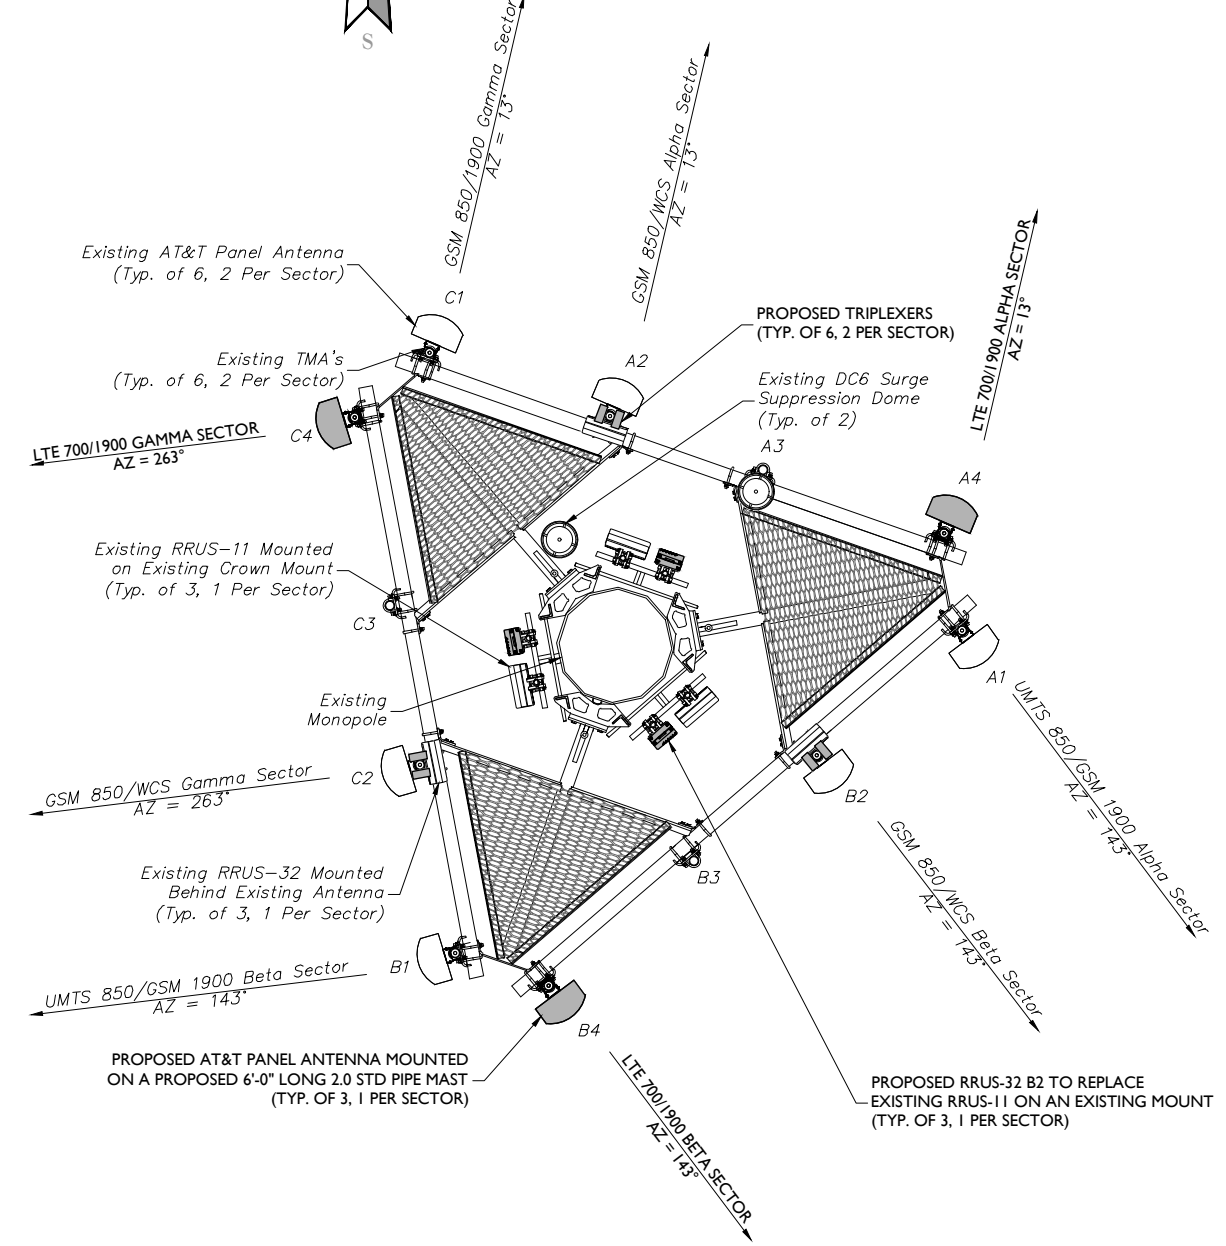 S
GSM 850/1900 Gamma Sector
AZ = 13°
GSM 850/WCS Alpha Sector
AZ = 13°
LTE 700/1900 ALPHA SECTOR
AZ = 13°
Existing AT&T Panel Antenna
(Typ. of 6, 2 Per Sector)
C1
PROPOSED TRIPLEXERS
(TYP. OF 6, 2 PER SECTOR)
Existing TMA's
(Typ. of 6, 2 Per Sector)
A2
Existing DC6 Surge
Suppression Dome
(Typ. of 2)
C4
LTE 700/1900 GAMMA SECTOR
AZ = 263°
A3
A4
Existing RRUS-11 Mounted
on Existing Crown Mount
(Typ. of 3, 1 Per Sector)
C3
A1
Existing
Monopole
UMTS 850/GSM 1900 Alpha Sector
AZ = 143°
C2
GSM 850/WCS Gamma Sector
AZ = 263°
B2
GSM 850/WCS Beta Sector
AZ = 143°
B3
Existing RRUS-32 Mounted
Behind Existing Antenna
(Typ. of 3, 1 Per Sector)
B1
UMTS 850/GSM 1900 Beta Sector
AZ = 143°
B4
PROPOSED AT&T PANEL ANTENNA MOUNTED
ON A PROPOSED 6'-0" LONG 2.0 STD PIPE MAST
(TYP. OF 3, 1 PER SECTOR)
LTE 700/1900 BETA SECTOR
AZ = 143°
PROPOSED RRUS-32 B2 TO REPLACE
EXISTING RRUS-11 ON AN EXISTING MOUNT
(TYP. OF 3, 1 PER SECTOR)